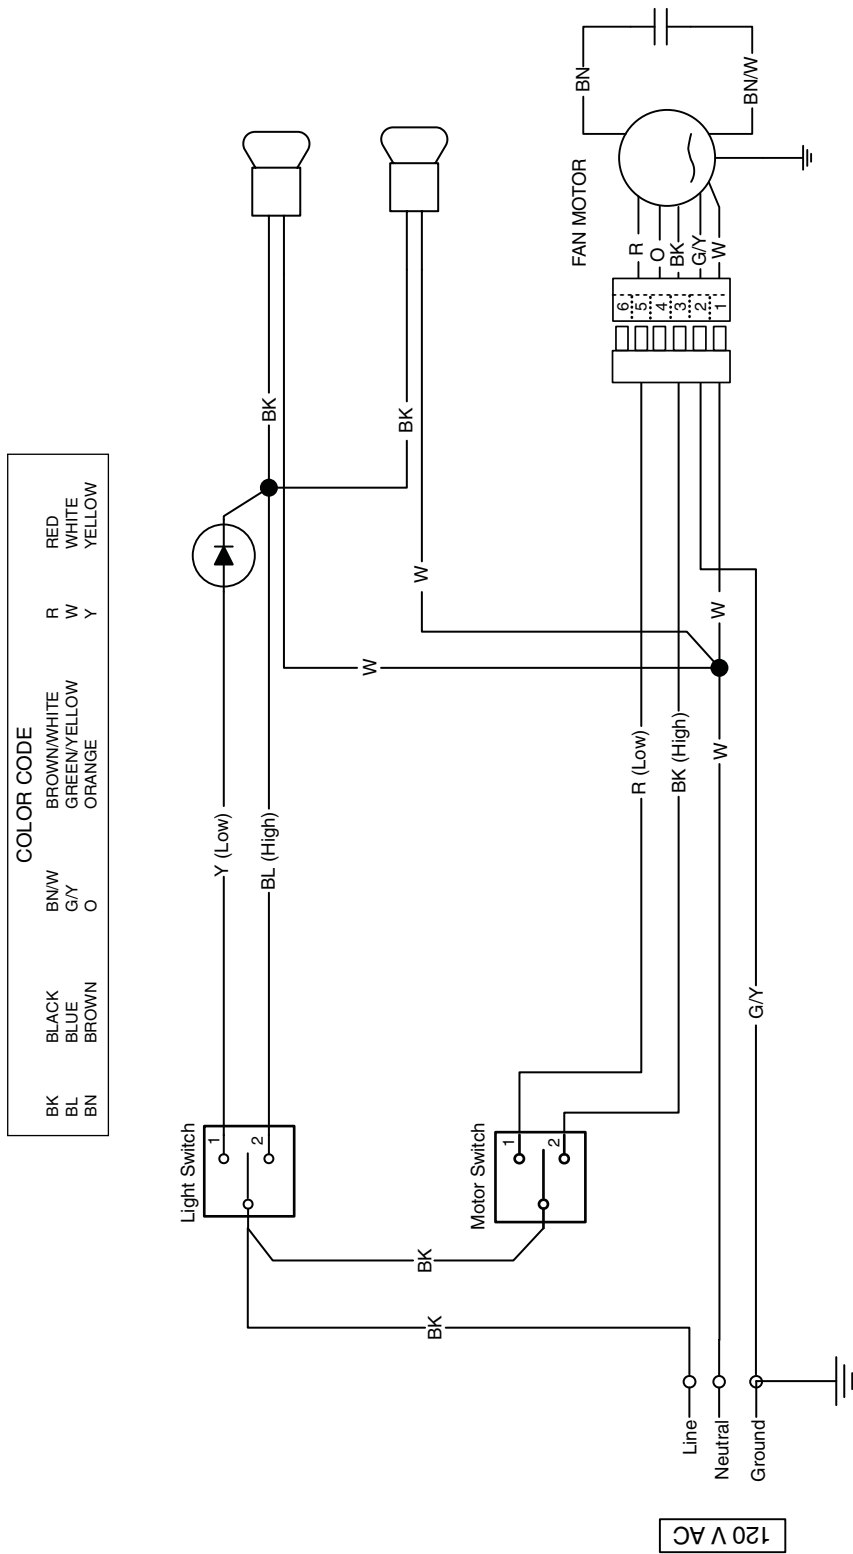 COLOR CODE
BK BLACK BN/W BROWN/WHITE R RED
BL BLUE G/Y GREEN/YELLOW W WHITE
BN BROWN O ORANGE Y YELLOW
Light Switch
1
2
Y (Low)
BL (High)
BK
BK
W
W
BK
BK
Motor Switch
1
2
R (Low)
BK (High)
W
W
G/Y
FAN MOTOR
6
5
4
3
2
1
R
O
BK
G/Y
W
BN
BN/W
Line
Neutral
Ground
120 V AC